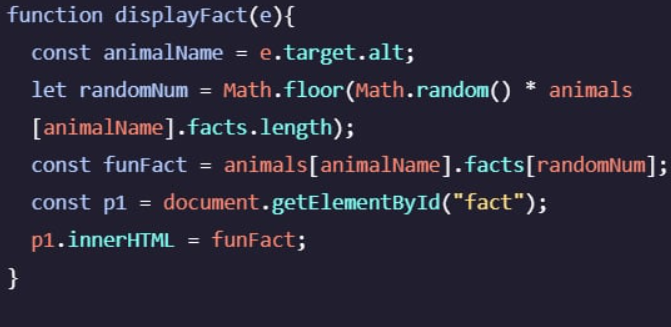 function displayFact(e){
const animalName = e.target.alt;
let randomNum = Math.floor(Math.random() * animals
[animalName].facts.length);
const funFact = animals[animalName].facts[randomNum];
const p1 = document.getElementById("fact");
p1.innerHTML = funFact;
}